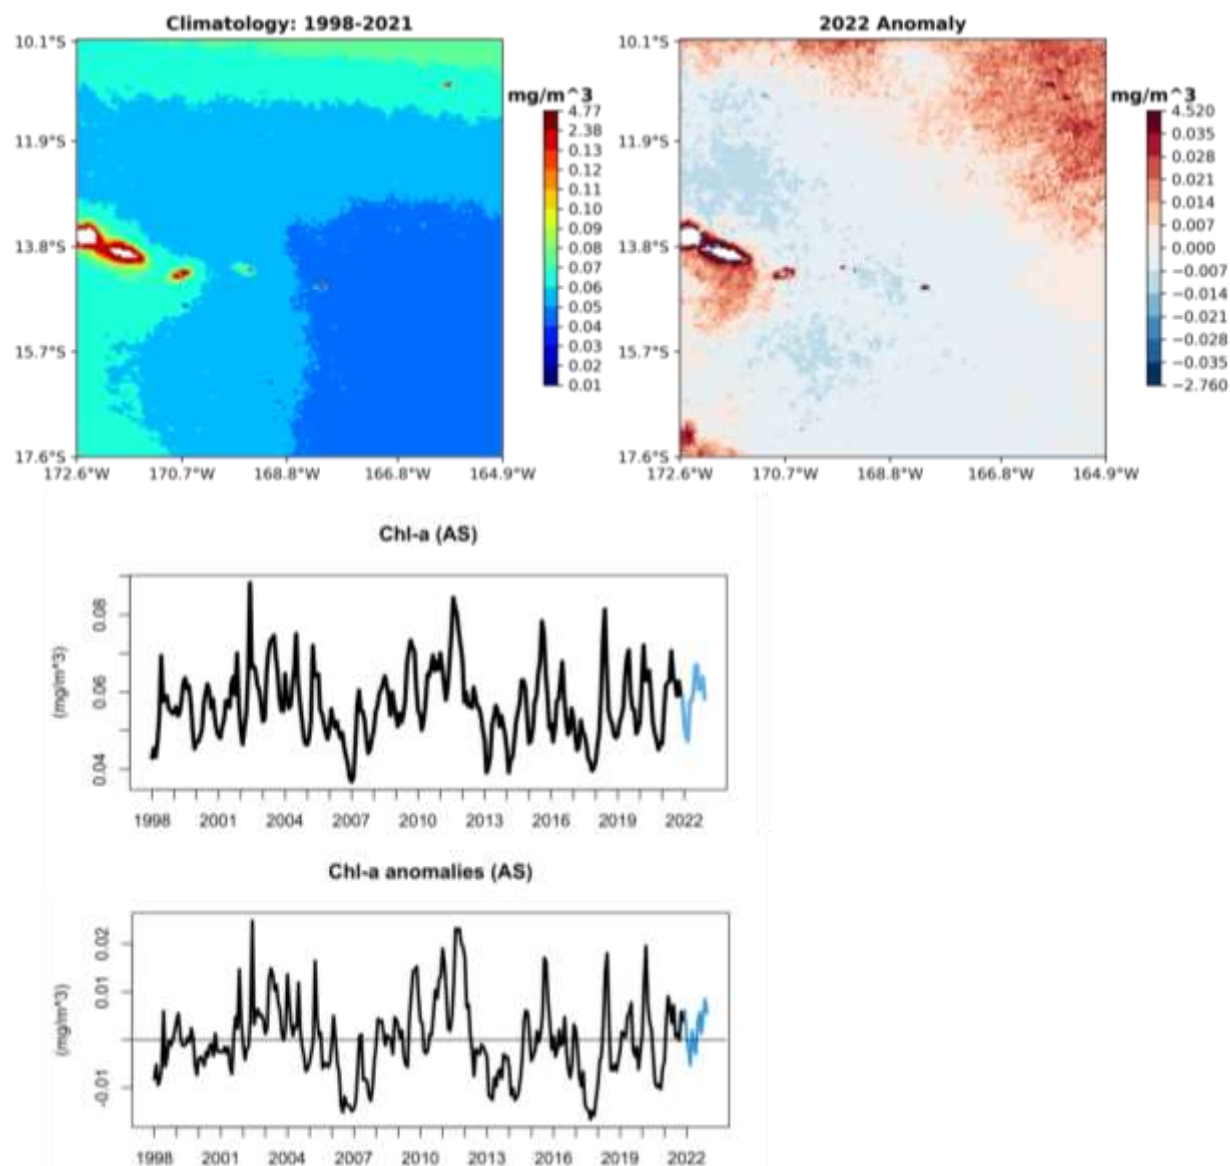 Climatology: 1998-2021
10.1°S
11.9°S
13.8°S
15.7°S
17.6°S
172.6°W 170.7°W 168.8°W 166.8°W 164.9°W
mg/m^3
4.77
2.38
0.13
0.12
0.11
0.10
0.09
0.08
0.07
0.06
0.05
0.04
0.03
0.02
0.01
2022 Anomaly
10.1°S
11.9°S
13.8°S
15.7°S
17.6°S
172.6°W 170.7°W 168.8°W 166.8°W 164.9°W
mg/m^3
4.520
0.035
0.028
0.021
0.014
0.007
0.000
−0.007
−0.014
−0.021
−0.028
−0.035
−2.760
Chl-a (AS)
(mg/m^3)
0.08
0.06
0.04
1998 2001 2004 2007 2010 2013 2016 2019 2022
Chl-a anomalies (AS)
(mg/m^3)
0.02
0.01
-0.01
1998 2001 2004 2007 2010 2013 2016 2019 2022